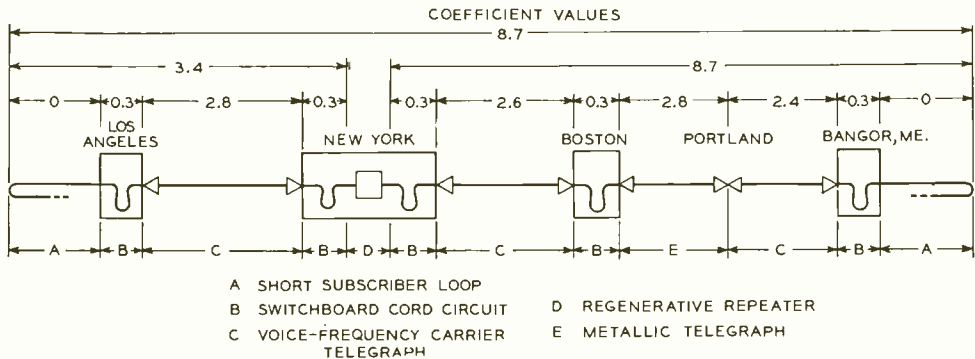 COEFFICIENT VALUES
8.7
3.4 8.7
0 0.3 2.8 0.3 0.3 2.6 0.3 2.8 2.4 0.3 0
LOS ANGELES NEW YORK BOSTON PORTLAND BANGOR, ME.
A B C B D B C B E C B A
A SHORT SUBSCRIBER LOOP
B SWITCHBOARD CORD CIRCUIT D REGENERATIVE REPEATER
C VOICE-FREQUENCY CARRIER E METALLIC TELEGRAPH
TELEGRAPH